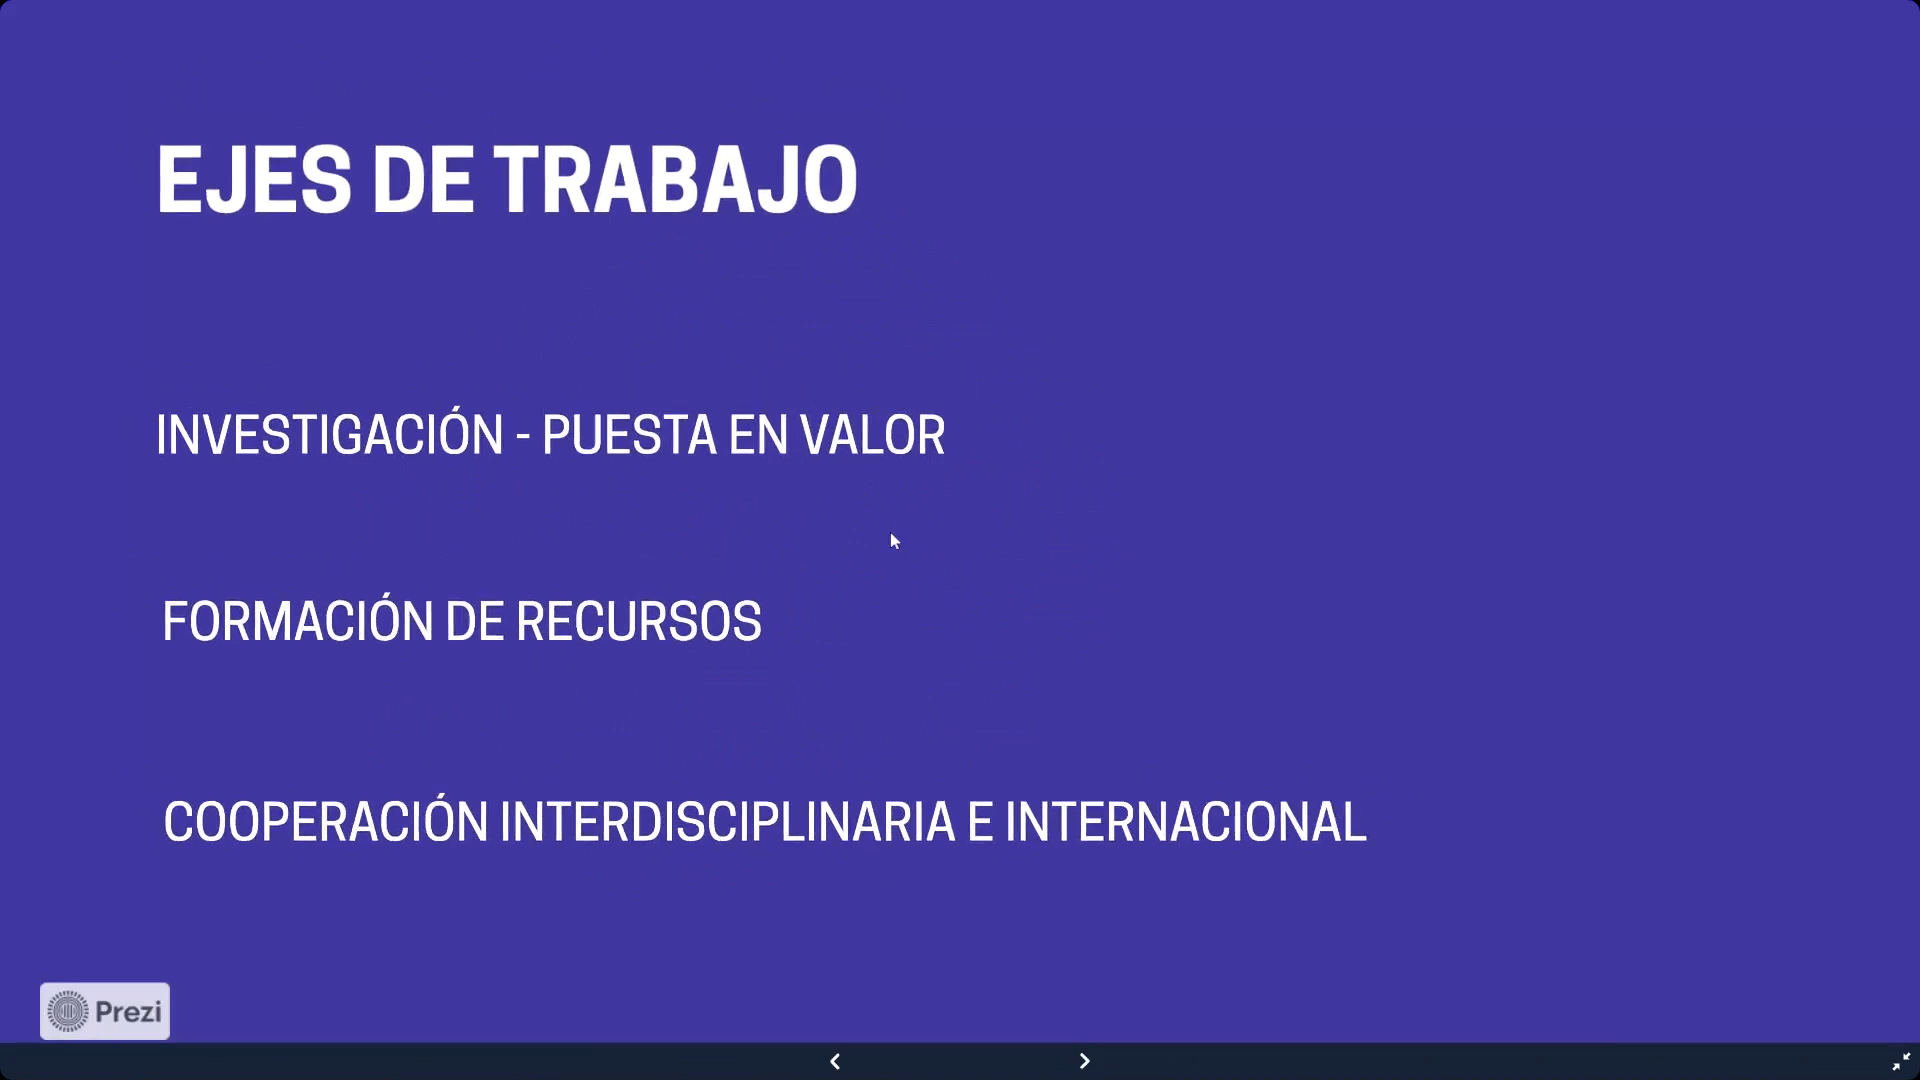 EJES DE TRABAJO
INVESTIGACIÓN - PUESTA EN VALOR
FORMACIÓN DE RECURSOS
COOPERACIÓN INTERDISCIPLINARIA E INTERNACIONAL
Prezi